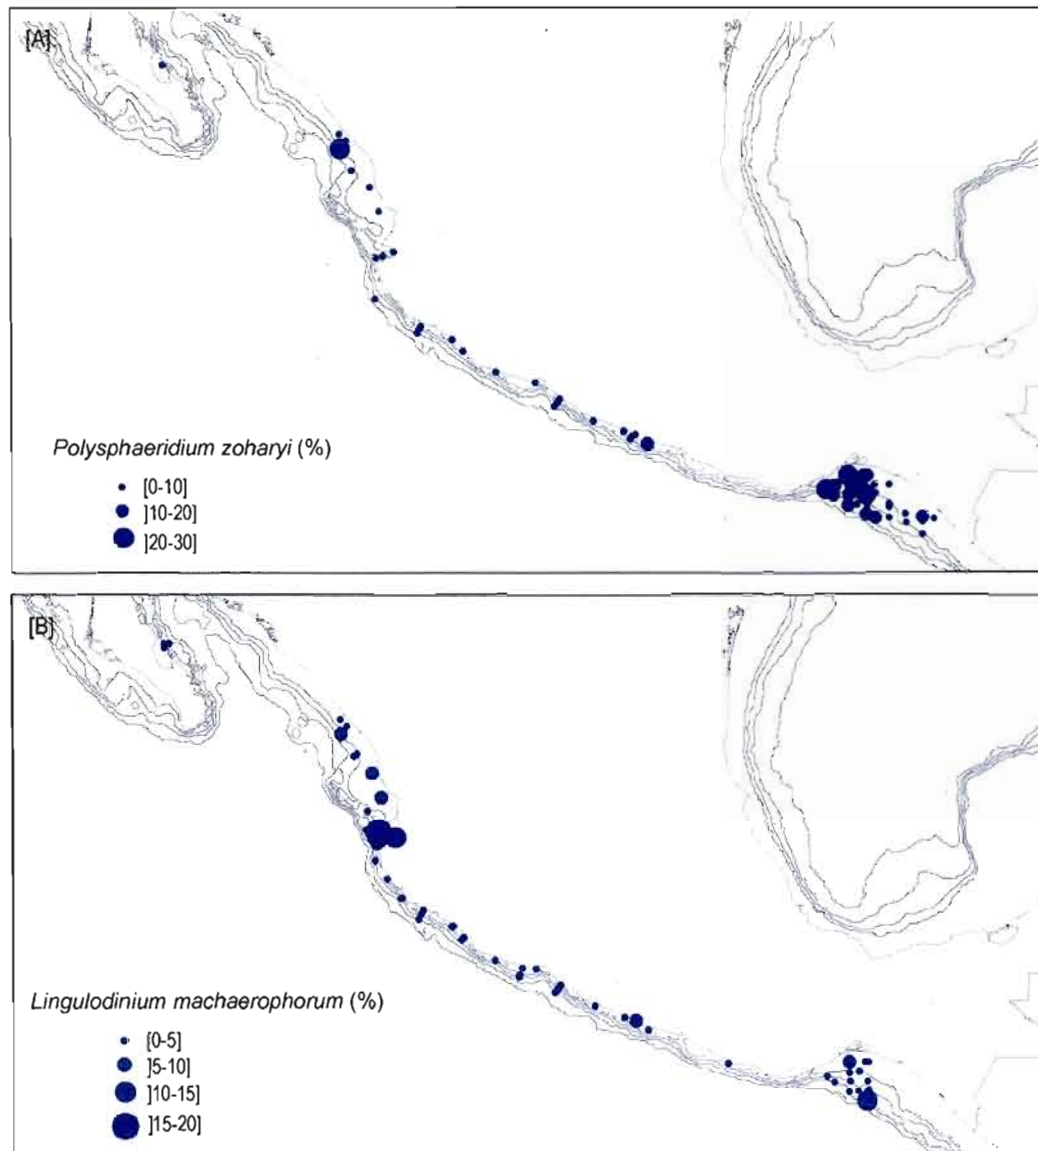 [A]
Polysphaeridium zoharyi (%)
[0-10]
]10-20]
]20-30]
[B]
Lingulodinium machaerophorum (%)
[0-5]
]5-10]
]10-15]
]15-20]